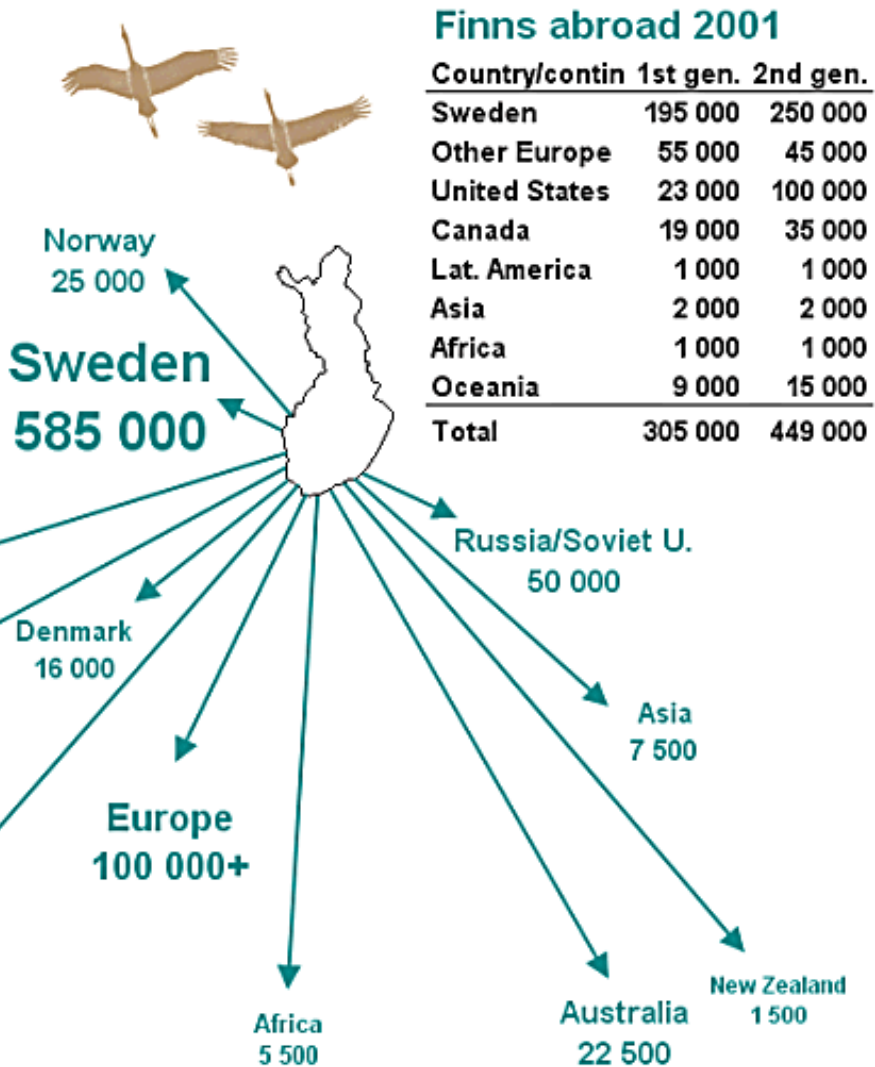 Finns abroad 2001
Country/contin 1st gen. 2nd gen.
Sweden 195 000 250 000
Other Europe 55 000 45 000
United States 23 000 100 000
Canada 19 000 35 000
Lat. America 1 000 1 000
Asia 2 000 2 000
Africa 1 000 1 000
Oceania 9 000 15 000
Total 305 000 449 000
Norway
25 000
Sweden
585 000
Russia/Soviet U.
50 000
Denmark
16 000
Asia
7 500
Europe
100 000+
Africa
5 500
Australia
22 500
New Zealand
1 500